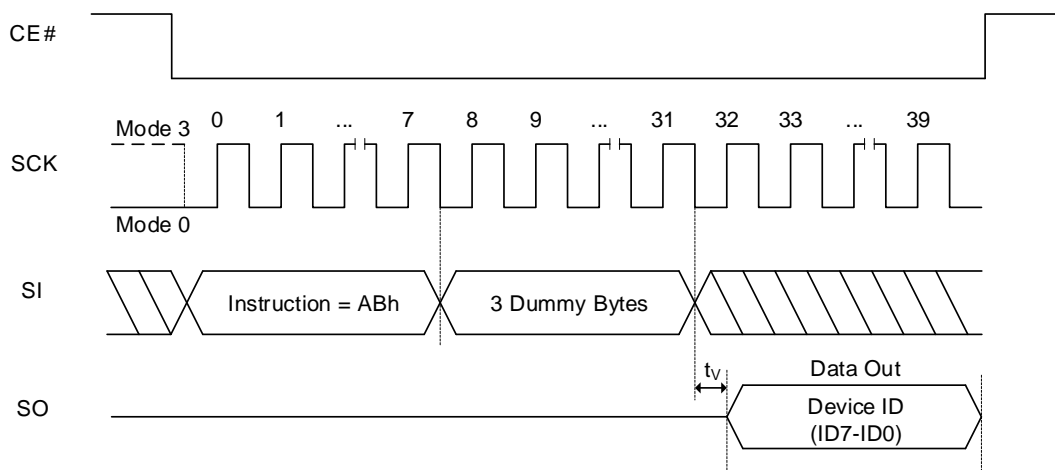 CE#
Mode 3
0 1 ... 7 8 9 ... 31 32 33 ... 39
SCK
Mode 0
SI
Instruction = ABh
3 Dummy Bytes
tV
Data Out
SO
Device ID
(ID7-ID0)